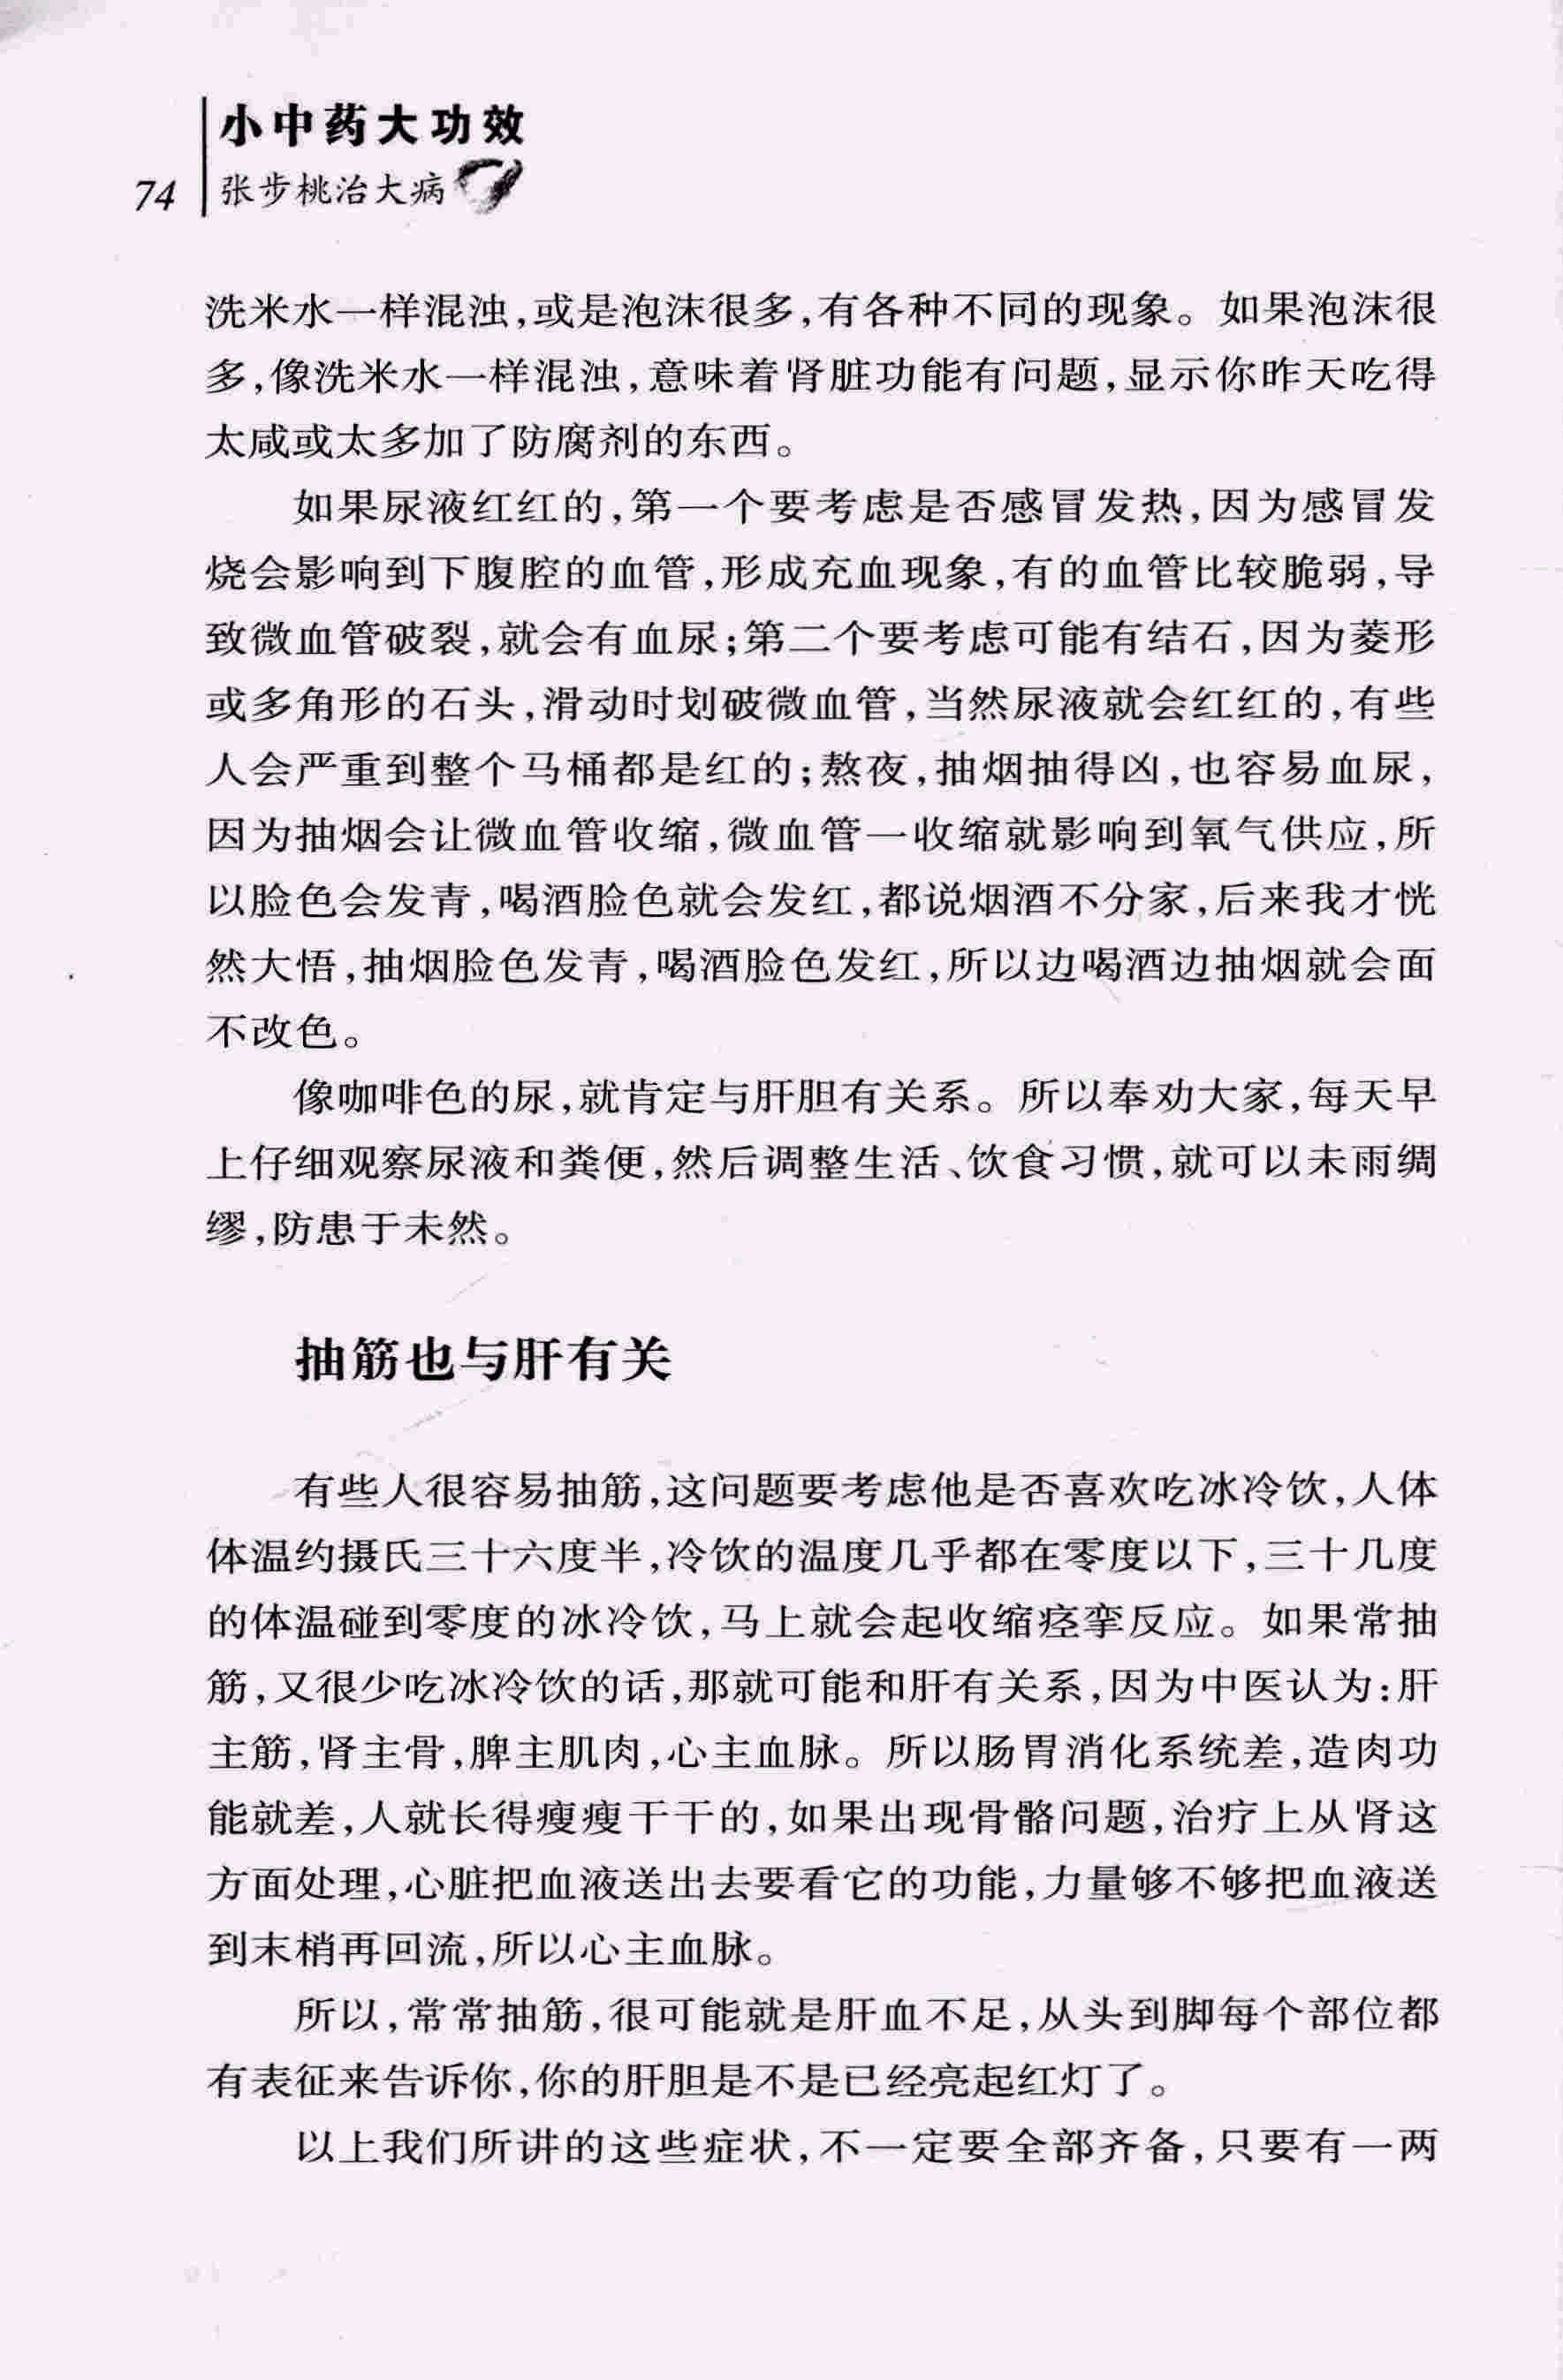 小中药大功效
74 张步桃治大病
洗米水一样混浊,或是泡沫很多,有各种不同的现象。如果泡沫很
多,像洗米水一样混浊,意味着肾脏功能有问题,显示你昨天吃得
太咸或太多加了防腐剂的东西。
如果尿液红红的,第一个要考虑是否感冒发热,因为感冒发
烧会影响到下腹腔的血管,形成充血现象,有的血管比较脆弱,导
致微血管破裂,就会有血尿;第二个要考虑可能有结石,因为菱形
或多角形的石头,滑动时划破微血管,当然尿液就会红红的,有些
人会严重到整个马桶都是红的;熬夜,抽烟抽得凶,也容易血尿,
因为抽烟会让微血管收缩,微血管一收缩就影响到氧气供应,所
以脸色会发青,喝酒脸色就会发红,都说烟酒不分家,后来我才恍
然大悟,抽烟脸色发青,喝酒脸色发红,所以边喝酒边抽烟就会面
不改色。
像咖啡色的尿,就肯定与肝胆有关系。所以奉劝大家,每天早
上仔细观察尿液和粪便,然后调整生活、饮食习惯,就可以未雨绸
缪,防患于未然。
抽筋也与肝有关
有些人很容易抽筋,这问题要考虑他是否喜欢吃冰冷饮,人体
体温约摄氏三十六度半,冷饮的温度几乎都在零度以下,三十几度
的体温碰到零度的冰冷饮,马上就会起收缩痉挛反应。如果常抽
筋,又很少吃冰冷饮的话,那就可能和肝有关系,因为中医认为:肝
主筋,肾主骨,脾主肌肉,心主血脉。所以肠胃消化系统差,造肉功
能就差,人就长得瘦瘦干干的,如果出现骨骼问题,治疗上从肾这
方面处理,心脏把血液送出去要看它的功能,力量够不够把血液送
到末梢再回流,所以心主血脉。
所以,常常抽筋,很可能就是肝血不足,从头到脚每个部位都
有表征来告诉你,你的肝胆是不是已经亮起红灯了。
以上我们所讲的这些症状,不一定要全部齐备,只要有一两